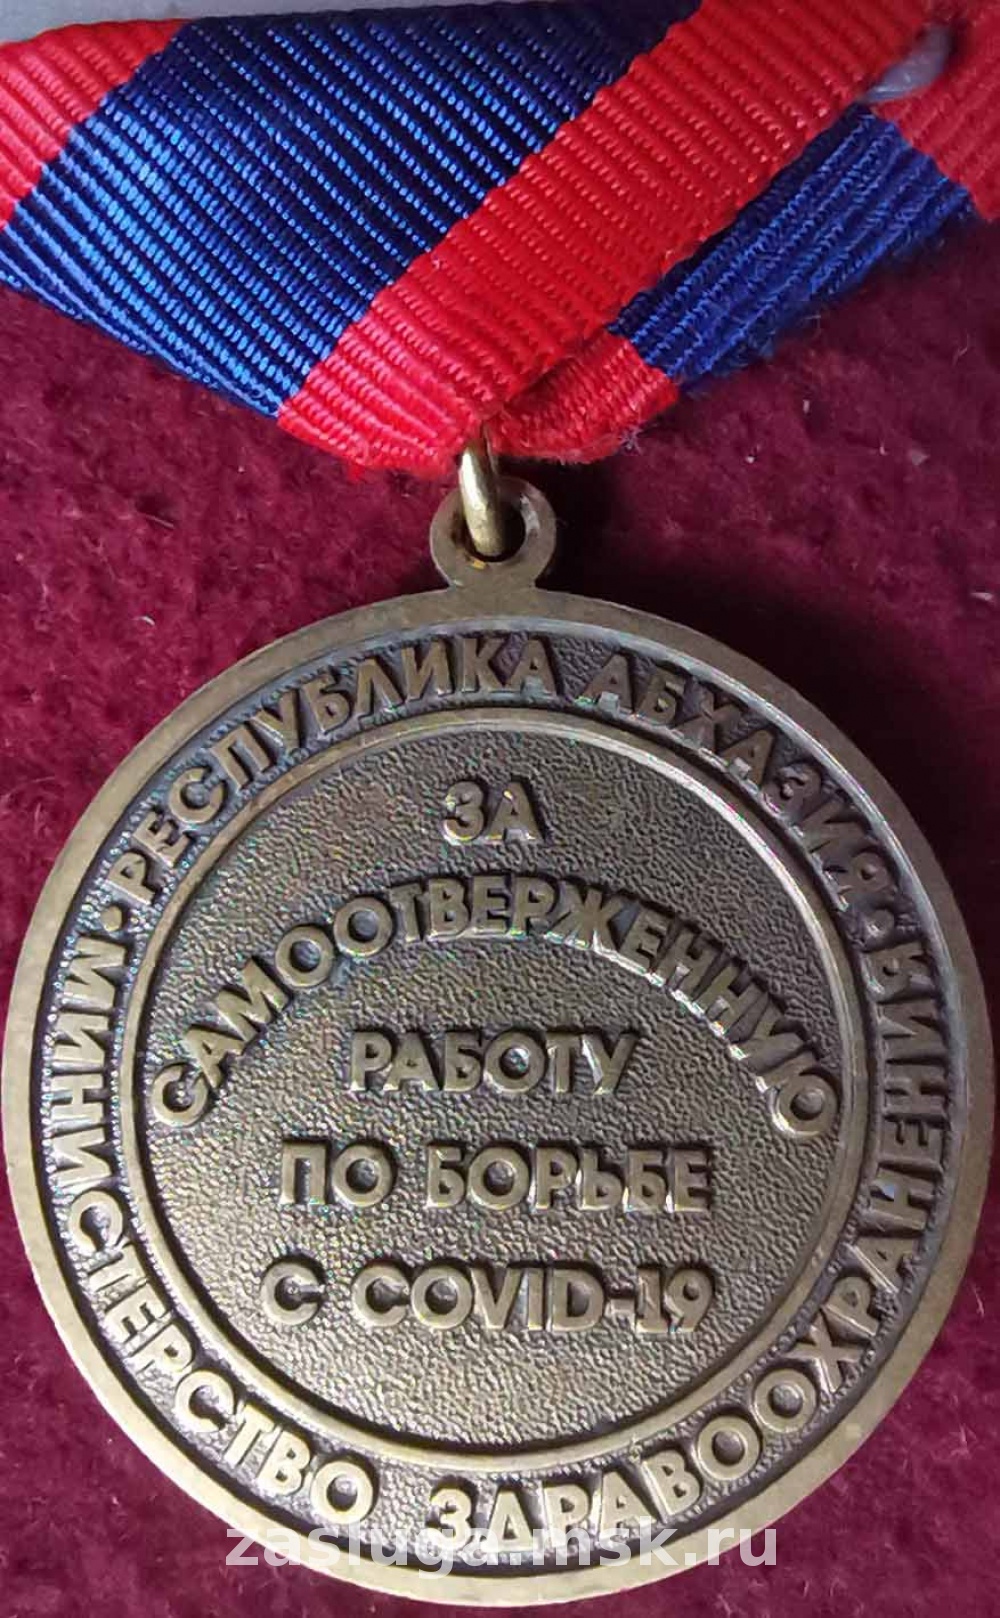 РЕСПУБЛИКА АБХАЗИЯ
• МИНИСТЕРСТВО ЗДРАВООХРАНЕНИЯ •
ЗА
САМООТВЕРЖЕННУЮ
РАБОТУ
ПО БОРЬБЕ
С COVID-19
zasluga.msk.ru